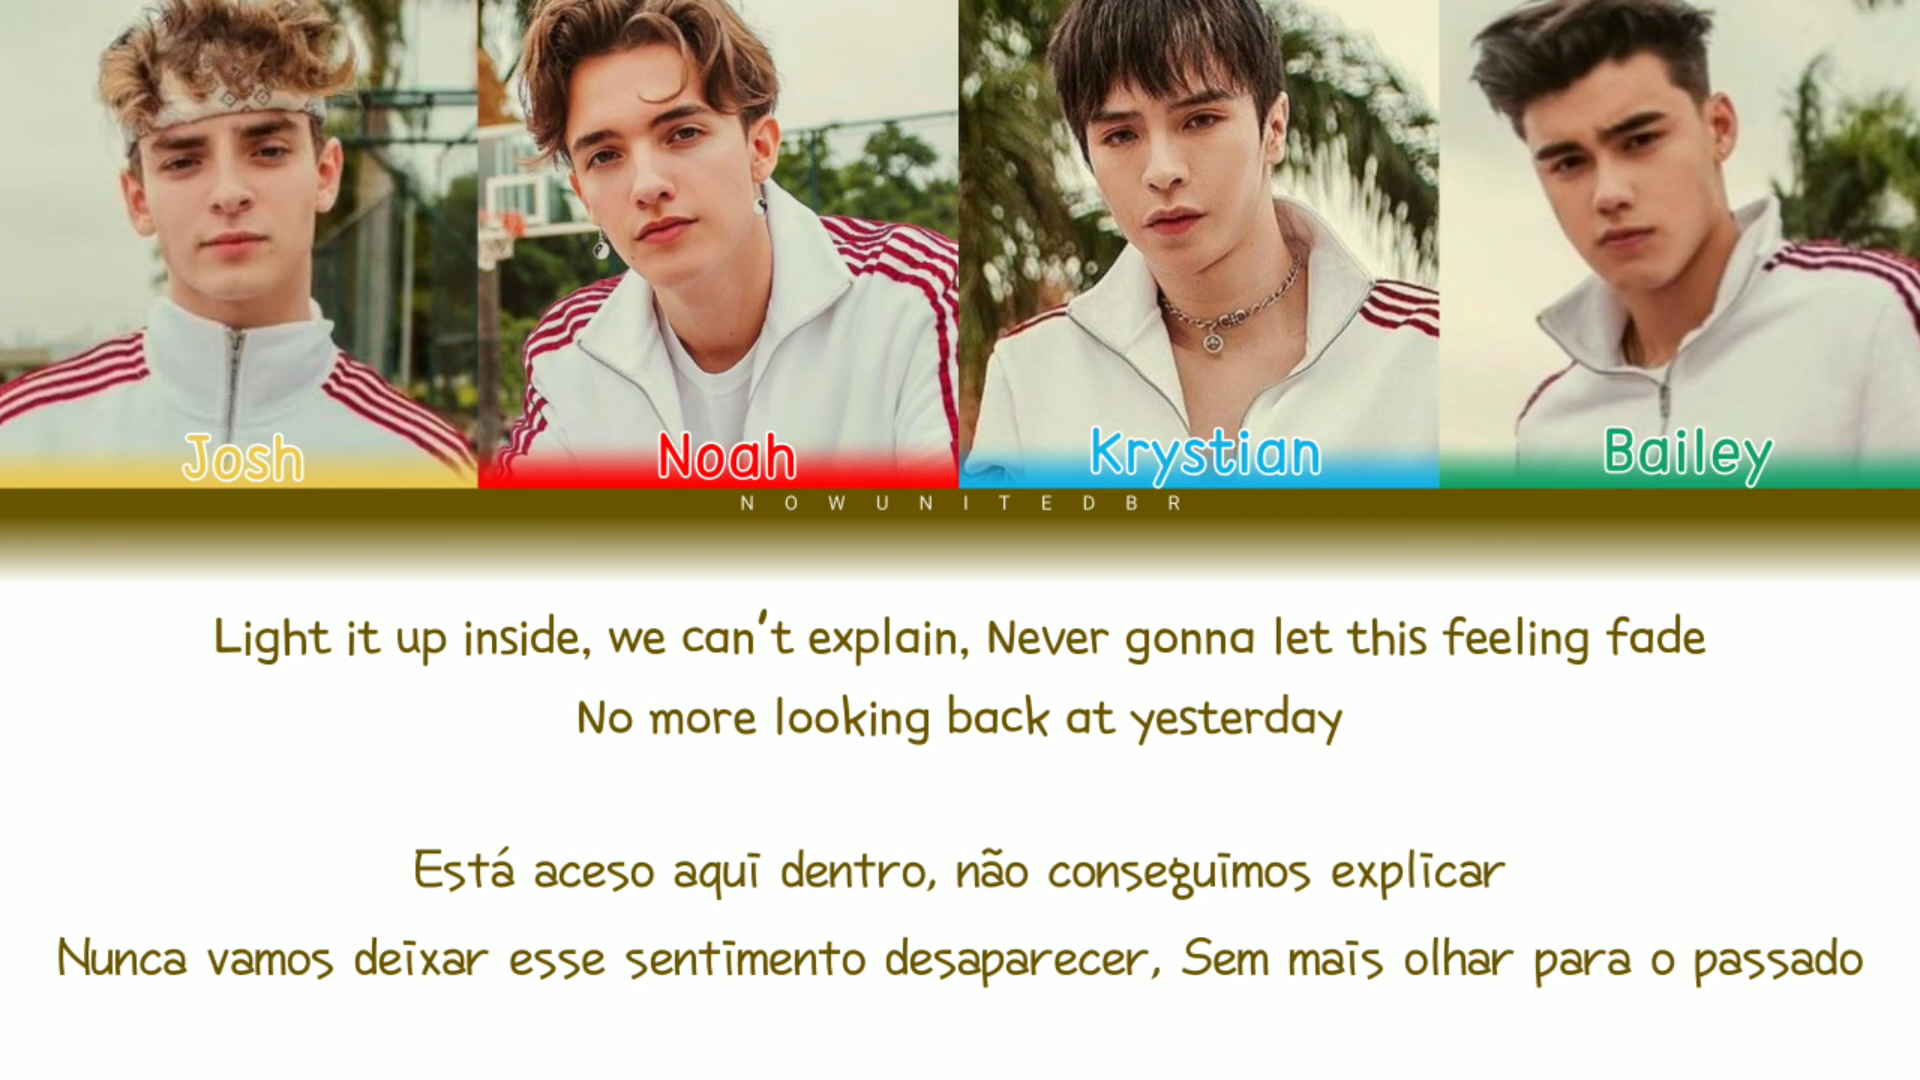 Josh
Noah
Krystian
Bailey
NOWUNITEDBR
Light it up inside, we can't explain, Never gonna let this feeling fade
No more looking back at yesterday
Está aceso aqui dentro, não conseguimos explicar
Nunca vamos deixar esse sentimento desaparecer, Sem mais olhar para o passado